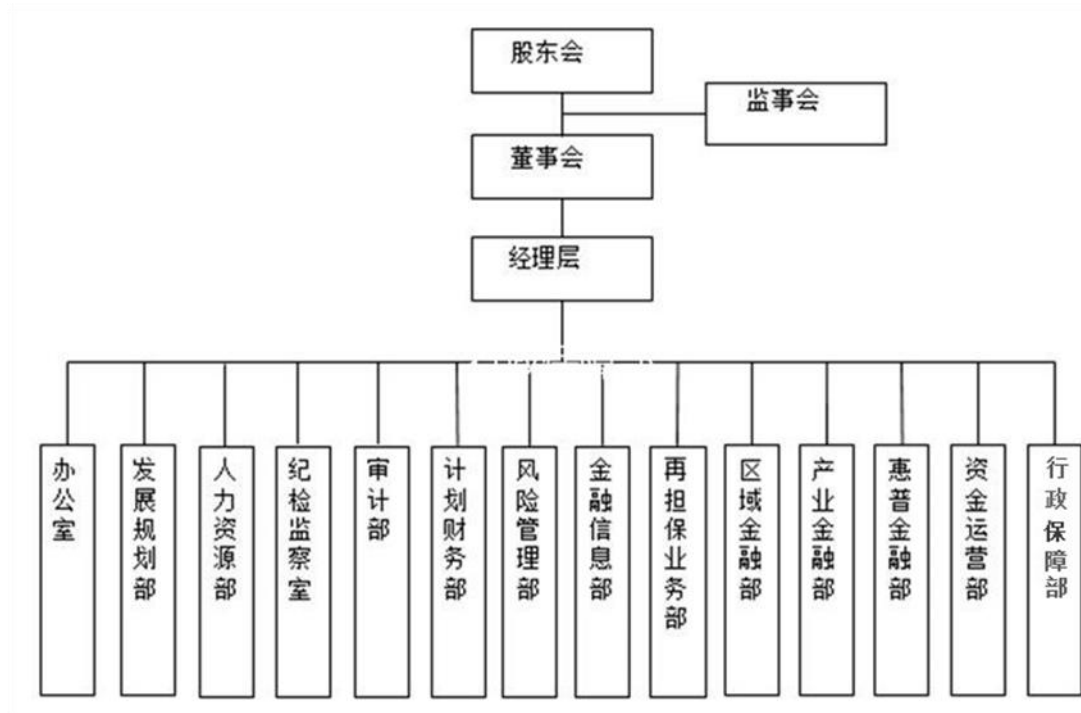 股东会
监事会
董事会
经理层
办公室
发展规划部
人力资源部
纪检监察室
审计部
计划财务部
风险管理部
金融信息部
再担保业务部
区域金融部
产业金融部
惠普金融部
资金运营部
行政保障部